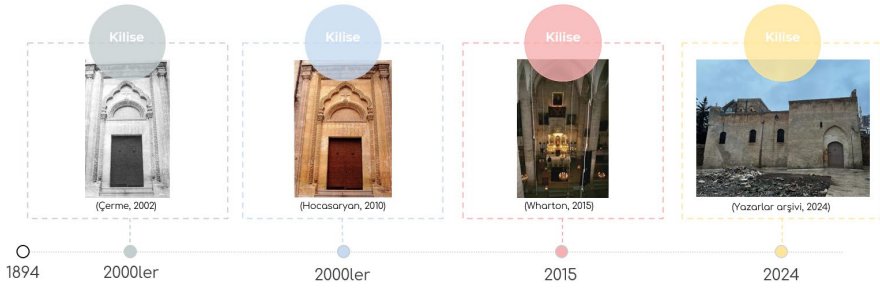 Kilise
Kilise
Kilise
Kilise
(Çerme, 2002)
(Hocasaryan, 2010)
(Wharton, 2015)
(Yazarlar arşivi, 2024)
1894
2000ler
2000ler
2015
2024